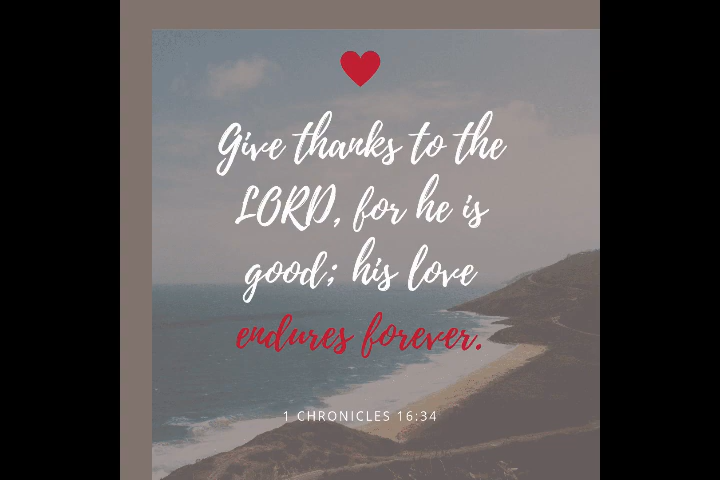 Give thanks to the
LORD, for he is
good; his love
endures forever.
1 CHRONICLES 16:34